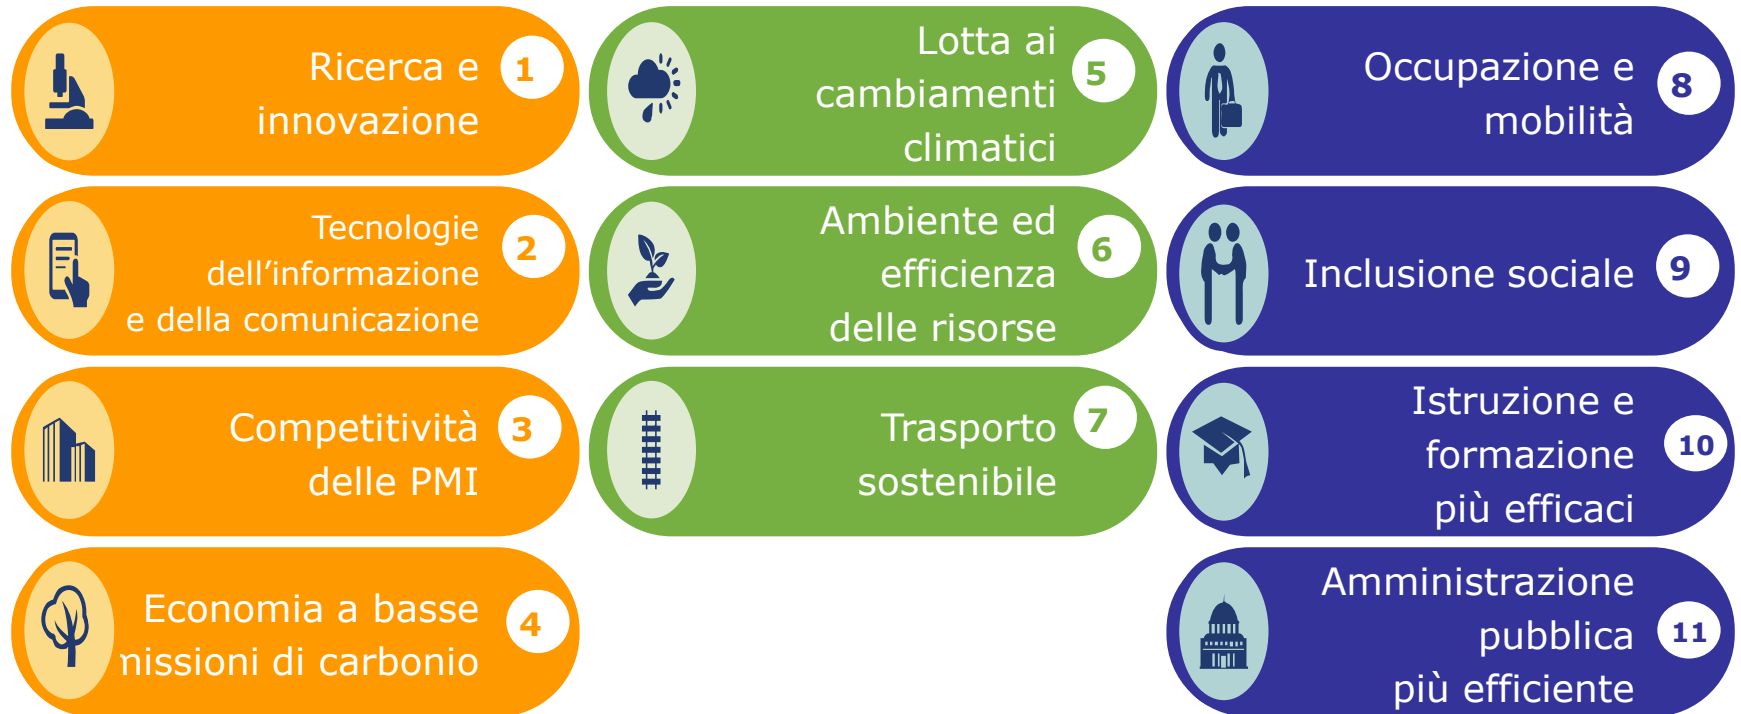 Ricerca e
innovazione
1
Tecnologie
dell’informazione
e della comunicazione
2
Competitività
delle PMI
3
Economia a basse
missioni di carbonio
4
Lotta ai
cambiamenti
climatici
5
Ambiente ed
efficienza
delle risorse
6
Trasporto
sostenibile
7
Occupazione e
mobilità
8
Inclusione sociale
9
Istruzione e
formazione
più efficaci
10
Amministrazione
pubblica
più efficiente
11